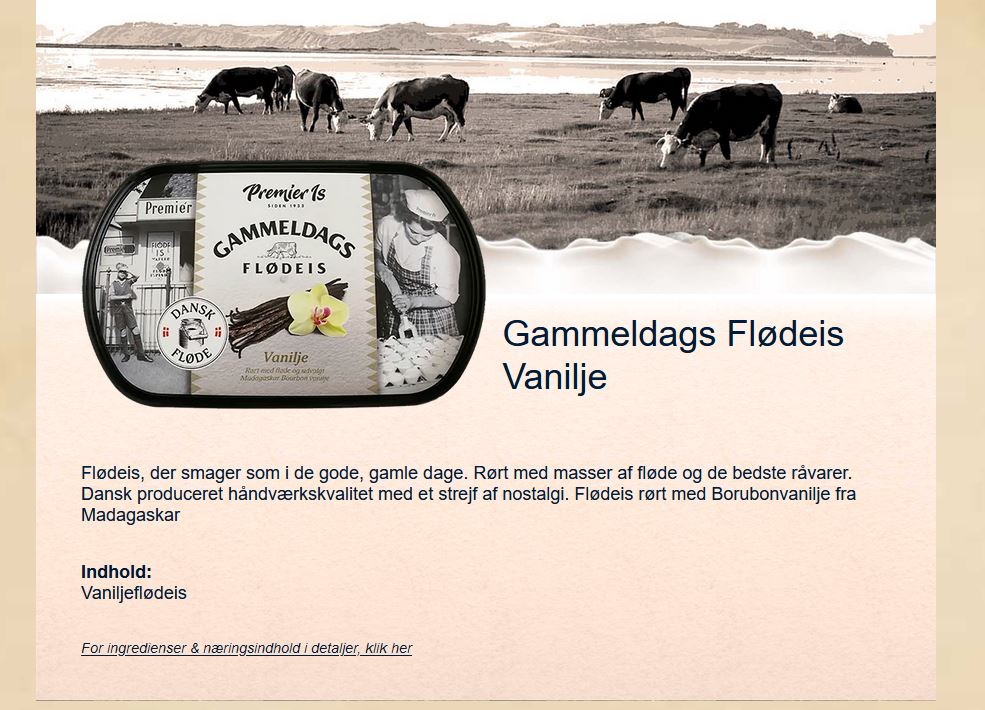 Premier Is
SIDEN 1933
GAMMELDAGS
FLØDEIS
Premiér
FLØDE
IS
DANSK
FLØDE
Vanilje
Rørt med fløde og udvalgt
Madagaskar Bourbon vanilje
Gammeldags Flødeis
Vanilje
Flødeis, der smager som i de gode, gamle dage. Rørt med masser af fløde og de bedste råvarer.
Dansk produceret håndværkskvalitet med et strejf af nostalgi. Flødeis rørt med Borubonvanilje fra
Madagaskar
Indhold:
Vaniljeflødeis
For ingredienser & næringsindhold i detaljer, klik her